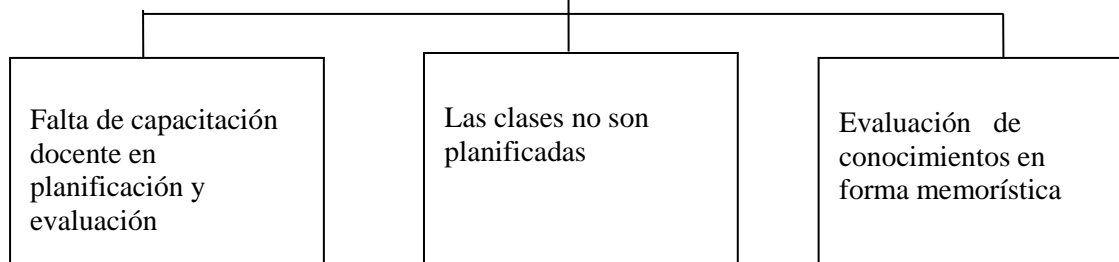 Falta de capacitación
docente en
planificación y
evaluación
Las clases no son
planificadas
Evaluación de
conocimientos en
forma memorística